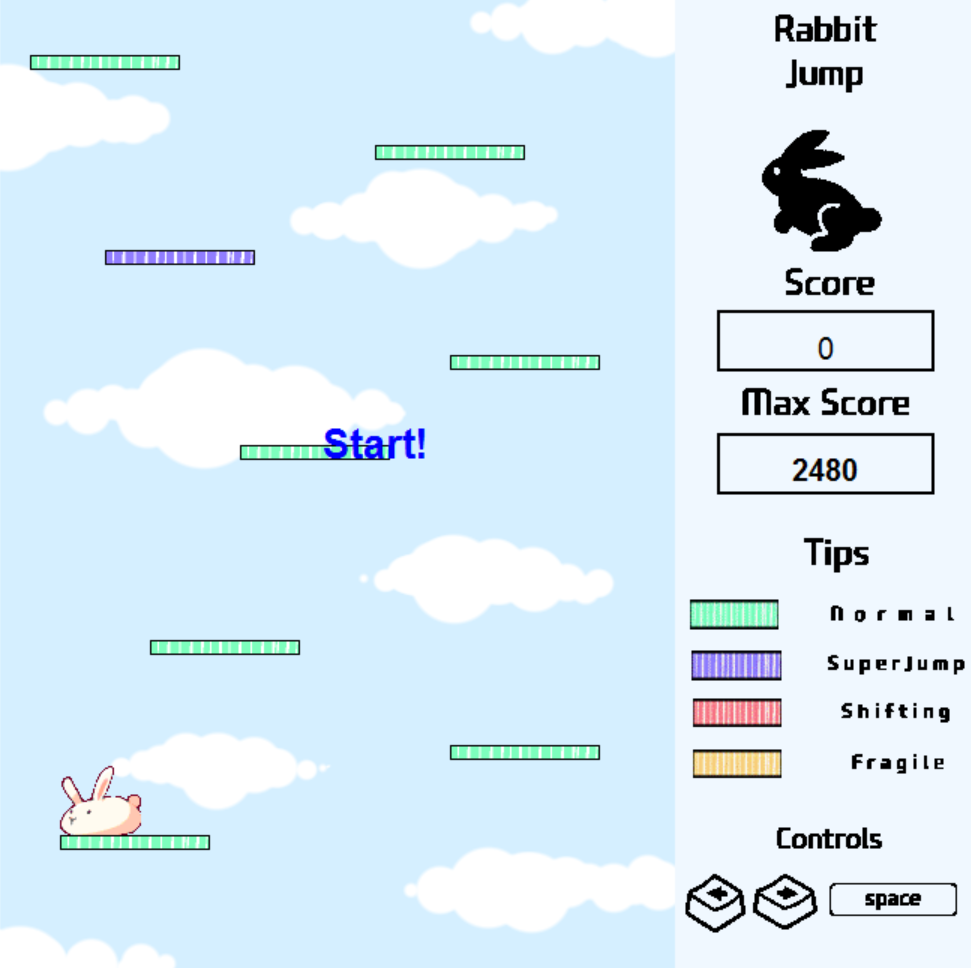 Rabbit
Jump
Score
0
Max Score
2480
Start!
Tips
Normal
SuperJump
Shifting
Fragile
Controls
space